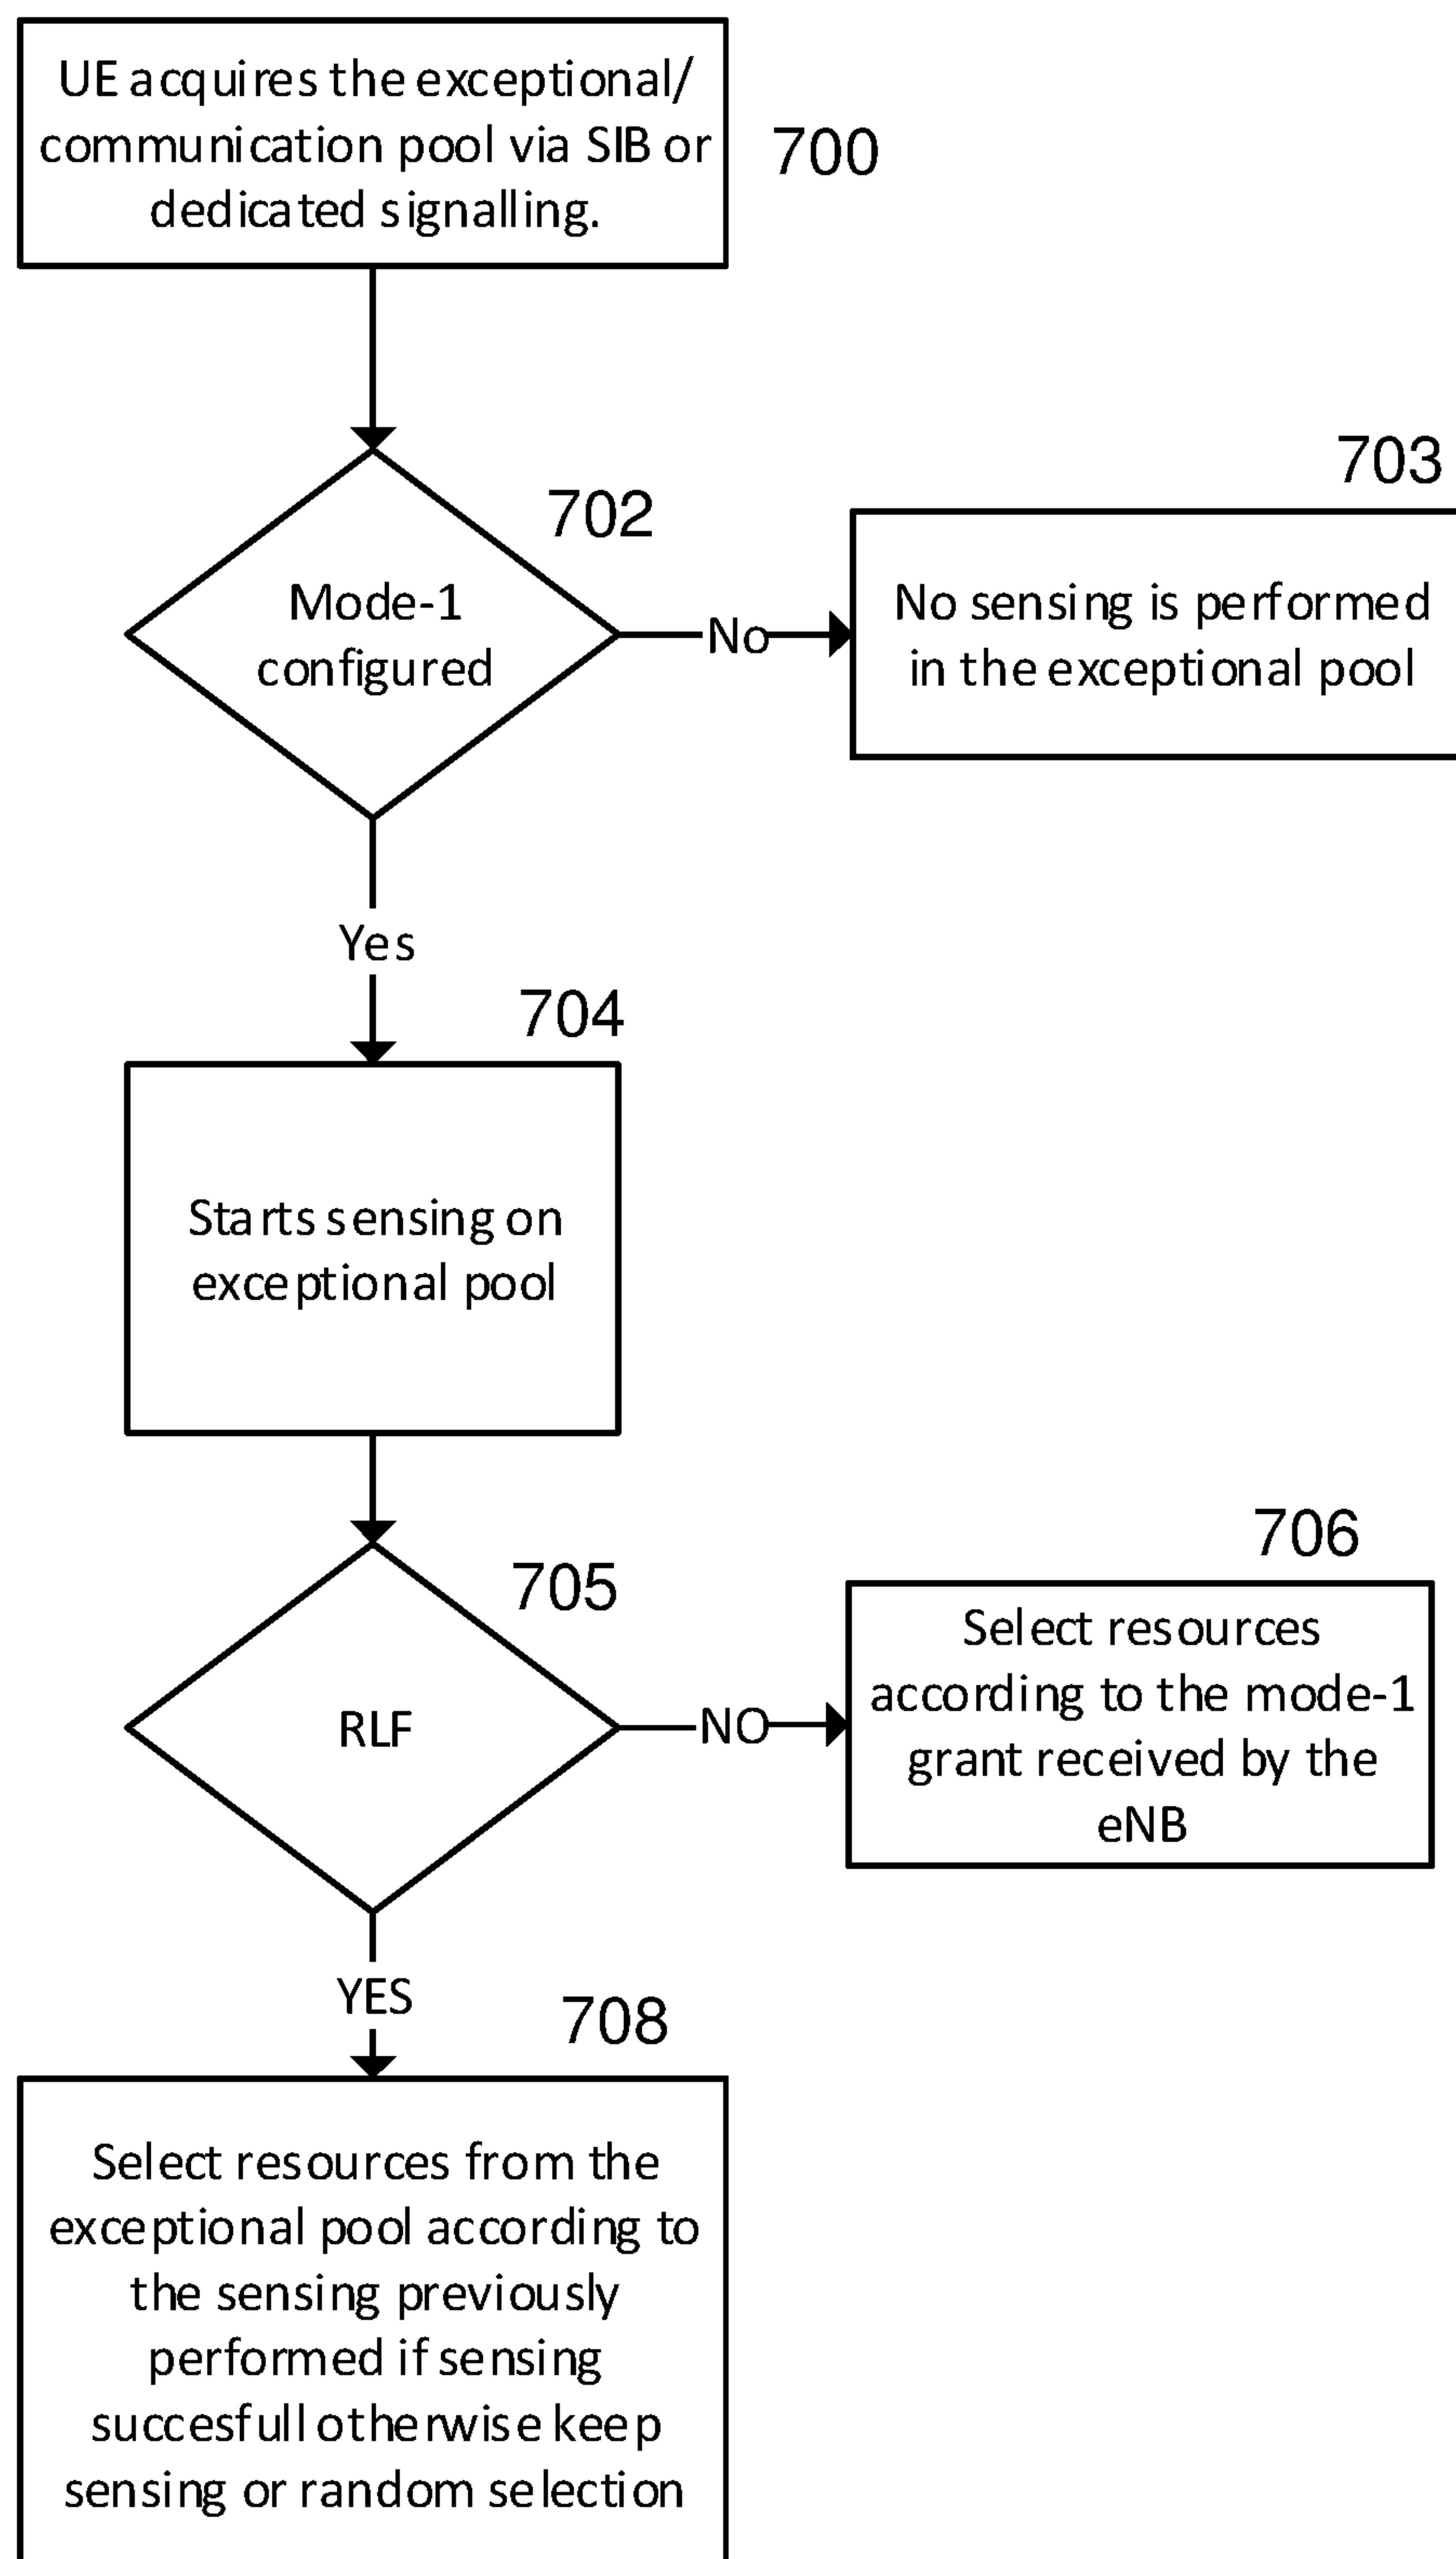 UE acquires the exceptional/
communication pool via SIB or
dedicated signalling.
700
702
Mode-1
configured
No
703
No sensing is performed
in the exceptional pool
Yes
704
Starts sensing on
exceptional pool
705
RLF
NO
706
Select resources
according to the mode-1
grant received by the
eNB
YES
708
Select resources from the
exceptional pool according to
the sensing previously
performed if sensing
succesfull otherwise keep
sensing or random selection